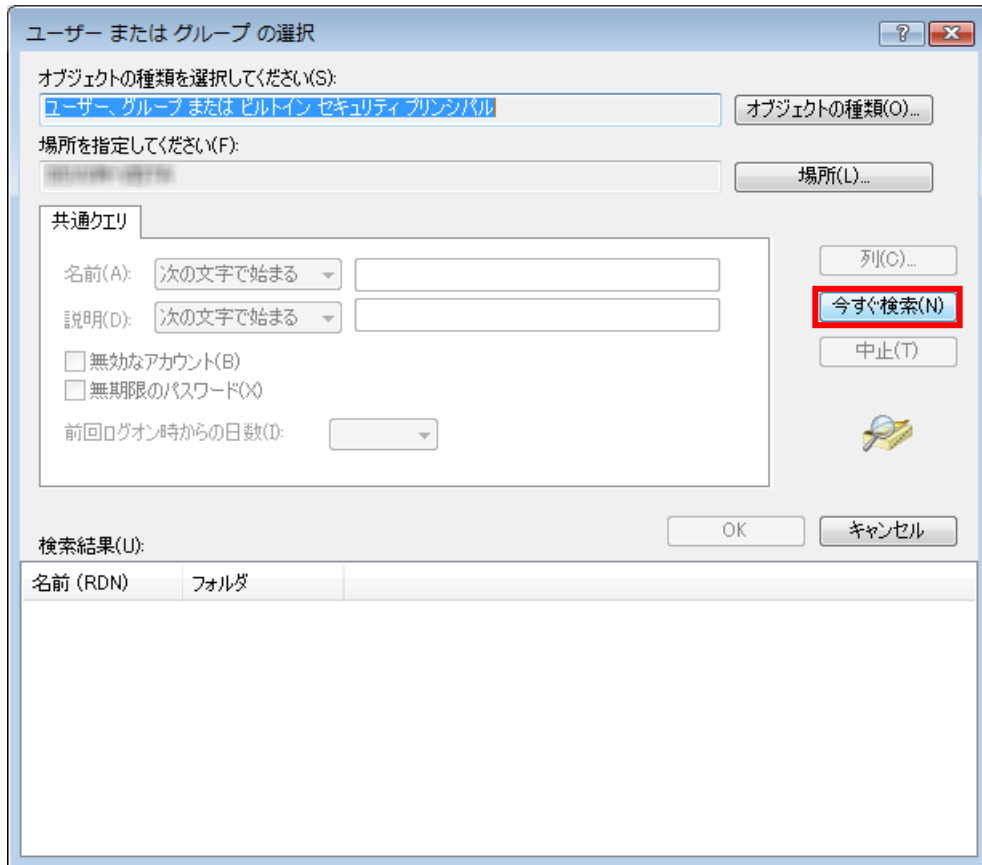 ユーザー または グループ の選択
オブジェクトの種類を選択してください(S):
ユーザー、グループ または ビルトイン セキュリティ プリンシパル
オブジェクトの種類(O)...
場所を指定してください(F):
場所(L)...
共通クエリ
名前(A): 次の文字で始まる
列(C)...
今すぐ検索(N)
説明(D): 次の文字で始まる
中止(T)
無効なアカウント(B)
無期限のパスワード(X)
前回ログオン時からの日数(I):
OK キャンセル
検索結果(U):
名前 (RDN) フォルダ